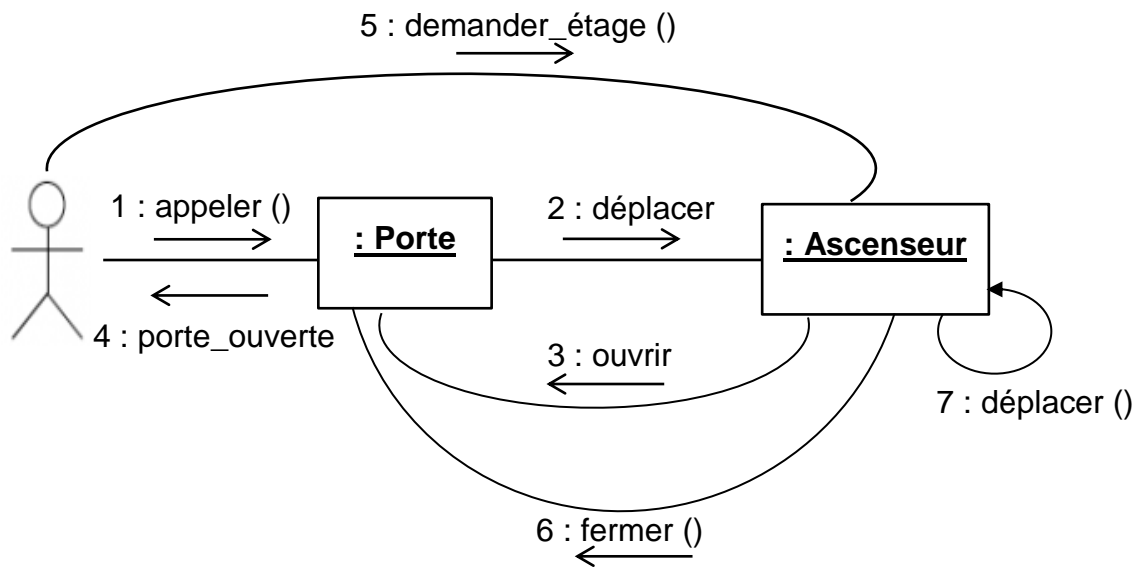 5 : demander_étage ()
1 : appeler ()
2 : déplacer
: Porte
: Ascenseur
4 : porte_ouverte
3 : ouvrir
7 : déplacer ()
6 : fermer ()